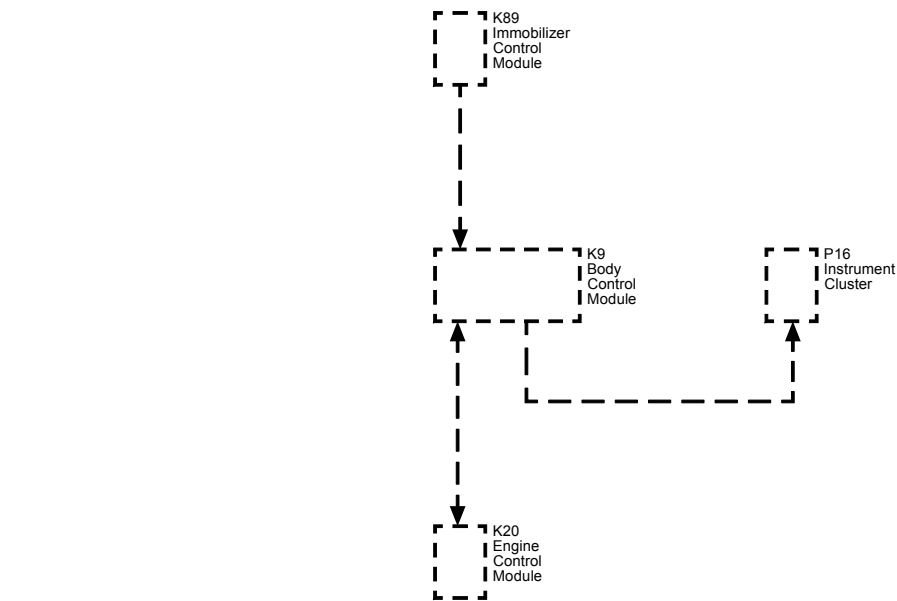 K89
Immobilizer
Control
Module
K9
Body
Control
Module
P16
Instrument
Cluster
K20
Engine
Control
Module